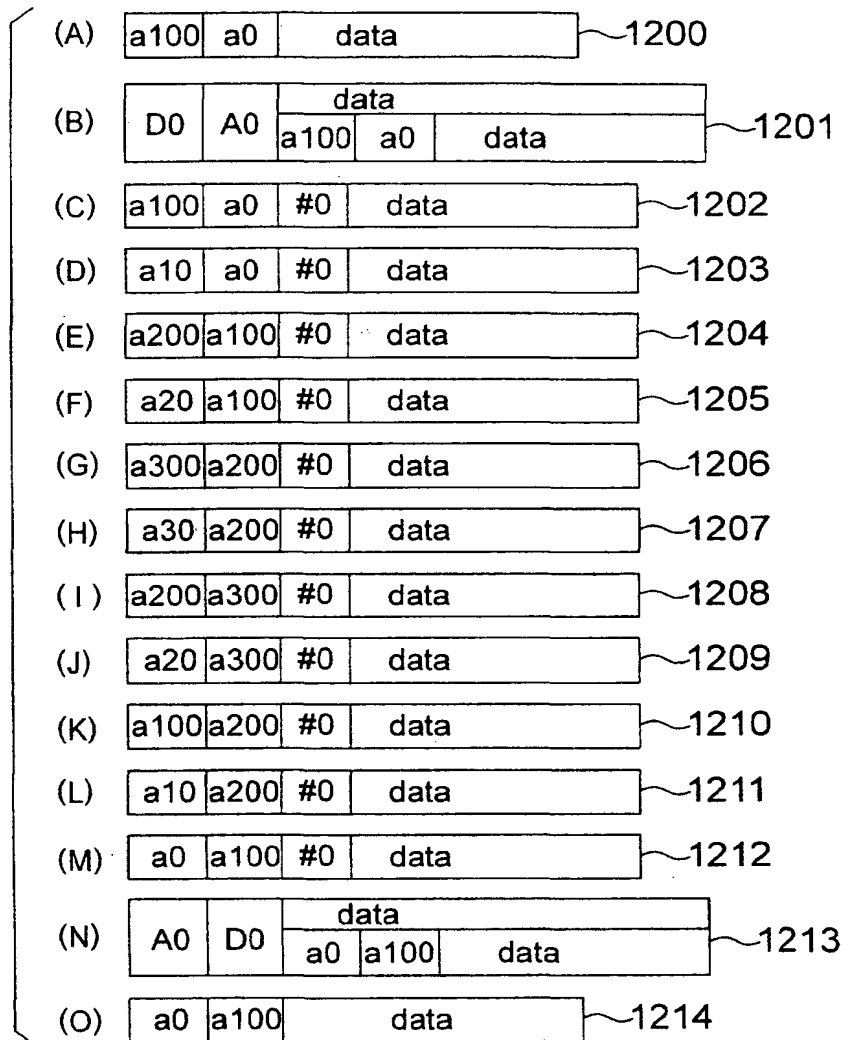 (A) a100 a0 data 1200
data
(B) D0 A0 a100 a0 data 1201
(C) a100 a0 #0 data 1202
(D) a10 a0 #0 data 1203
(E) a200 a100 #0 data 1204
(F) a20 a100 #0 data 1205
(G) a300 a200 #0 data 1206
(H) a30 a200 #0 data 1207
(I) a200 a300 #0 data 1208
(J) a20 a300 #0 data 1209
(K) a100 a200 #0 data 1210
(L) a10 a200 #0 data 1211
(M) a0 a100 #0 data 1212
data
(N) A0 D0 a0 a100 data 1213
(O) a0 a100 data 1214